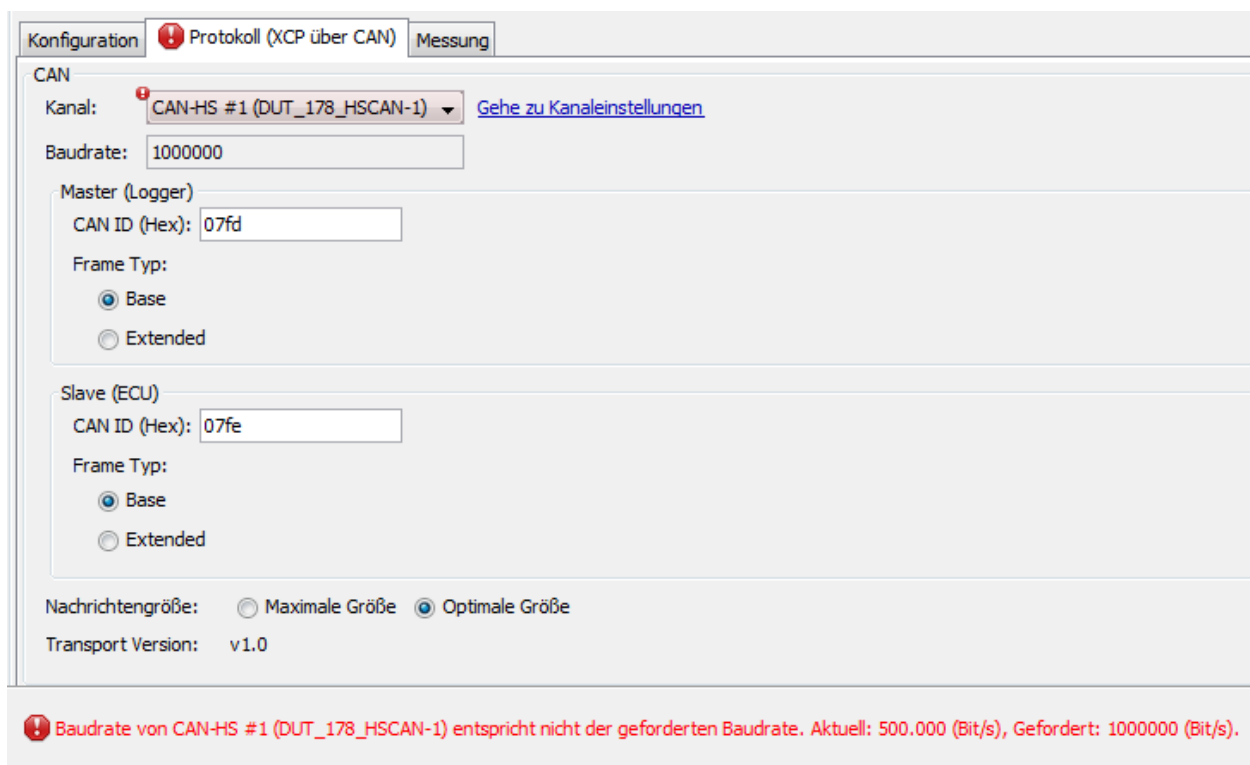 Konfiguration Protokoll (XCP über CAN) Messung
CAN
Kanal: CAN-HS #1 (DUT_178_HSCAN-1) Gehe zu Kanaleinstellungen
Baudrate: 1000000
Master (Logger)
CAN ID (Hex): 07fd
Frame Typ:
Base
Extended
Slave (ECU)
CAN ID (Hex): 07fe
Frame Typ:
Base
Extended
Nachrichtengröße: Maximale Größe Optimale Größe
Transport Version: v1.0
Baudrate von CAN-HS #1 (DUT_178_HSCAN-1) entspricht nicht der geforderten Baudrate. Aktuell: 500.000 (Bit/s), Gefordert: 1000000 (Bit/s).